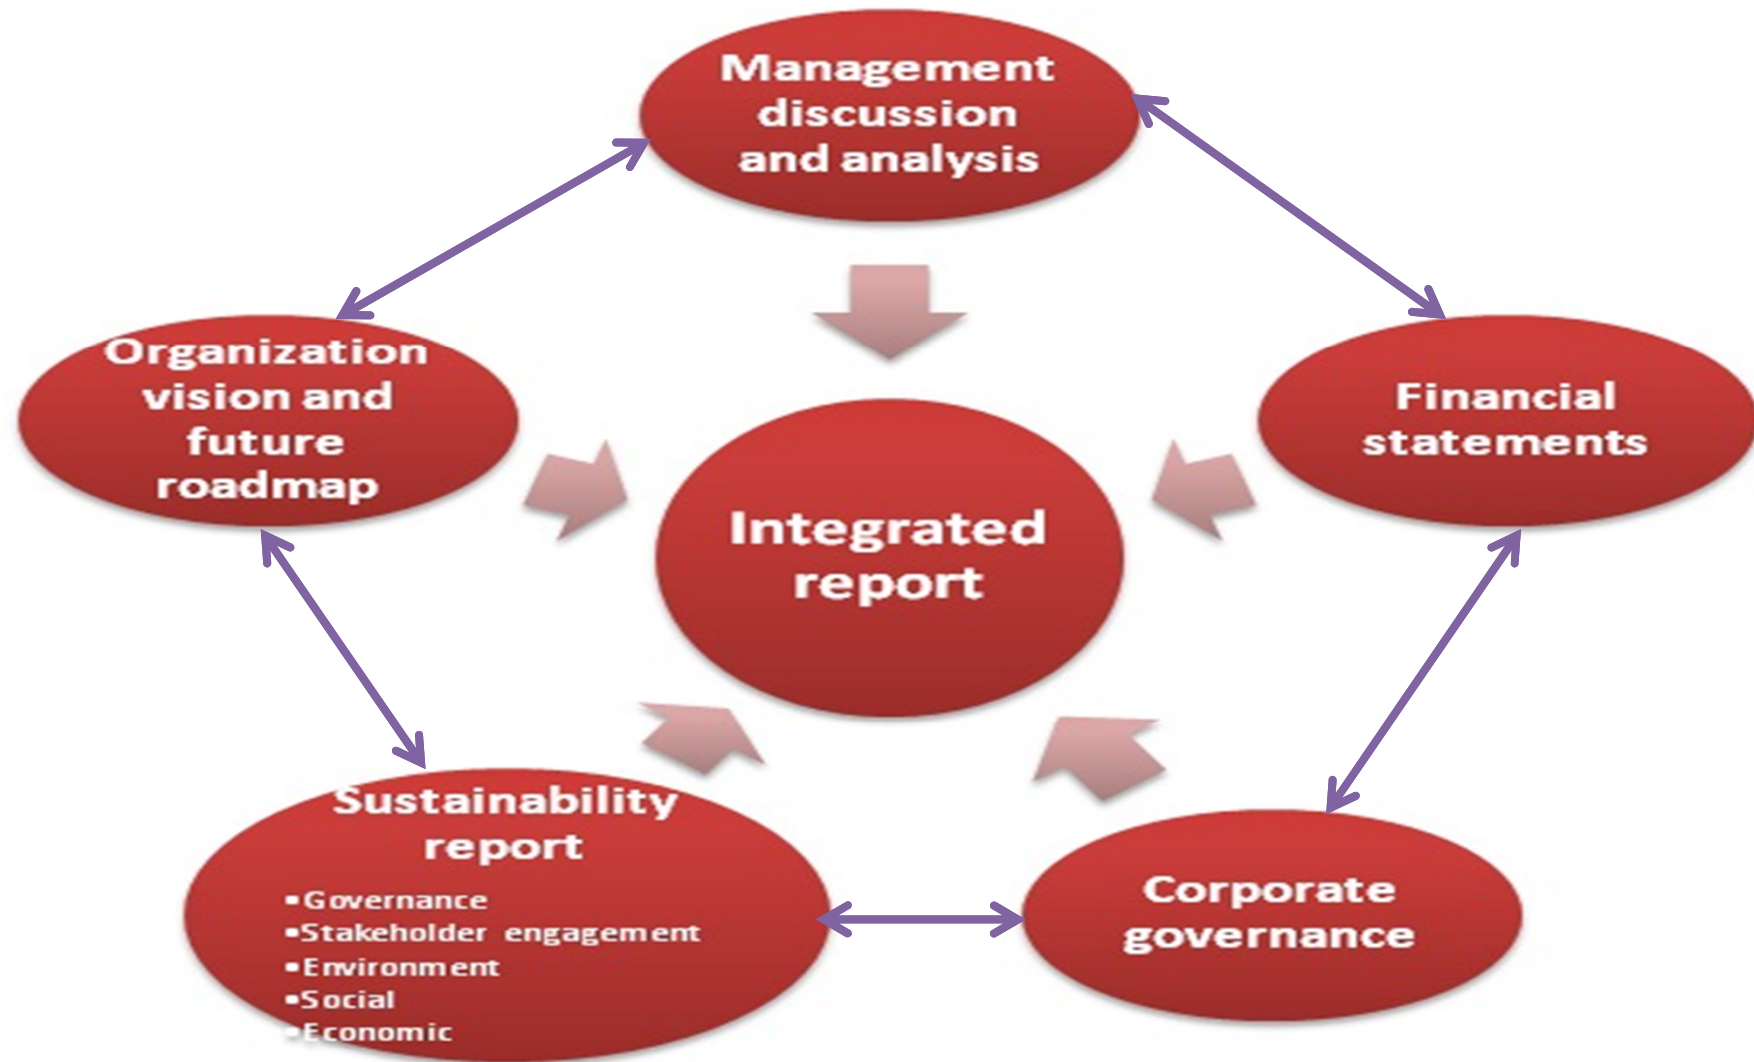 Management
discussion
and analysis
Organization
vision and
future
roadmap
Financial
statements
Integrated
report
Sustainability
report
▪Governance
▪Stakeholder engagement
▪Environment
▪Social
▪Economic
Corporate
governance